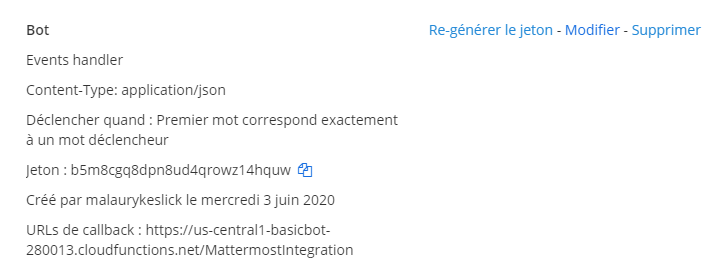 Bot
Re-générer le jeton - Modifier - Supprimer
Events handler
Content-Type: application/json
Déclencher quand : Premier mot correspond exactement
à un mot déclencheur
Jeton : b5m8cgq8dpn8ud4qrowz14hquw
Créé par malaurykeslick le mercredi 3 juin 2020
URLs de callback : https://us-central1-basicbot-
280013.cloudfunctions.net/MattermostIntegration